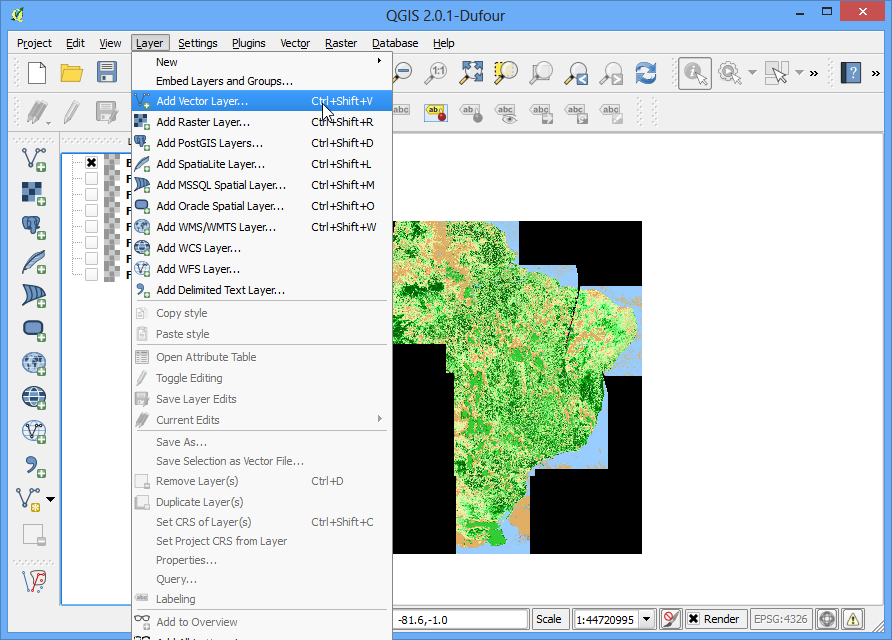 QGIS 2.0.1-Dufour
Project Edit View Layer Settings Plugins Vector Raster Database Help
New
Embed Layers and Groups...
Add Vector Layer... Ctrl+Shift+V
Add Raster Layer... Ctrl+Shift+R
Add PostGIS Layers... Ctrl+Shift+D
Add SpatiaLite Layer... Ctrl+Shift+L
Add MSSQL Spatial Layer... Ctrl+Shift+M
Add Oracle Spatial Layer... Ctrl+Shift+O
Add WMS/WMTS Layer... Ctrl+Shift+W
Add WCS Layer...
Add WFS Layer...
Add Delimited Text Layer...
Copy style
Paste style
Open Attribute Table
Toggle Editing
Save Layer Edits
Current Edits
Save As...
Save Selection as Vector File...
Remove Layer(s) Ctrl+D
Duplicate Layer(s)
Set CRS of Layer(s) Ctrl+Shift+C
Set Project CRS from Layer
Properties...
Query...
Labeling
Add to Overview
-81.6,-1.0 Scale 1:44720995 Render EPSG:4326